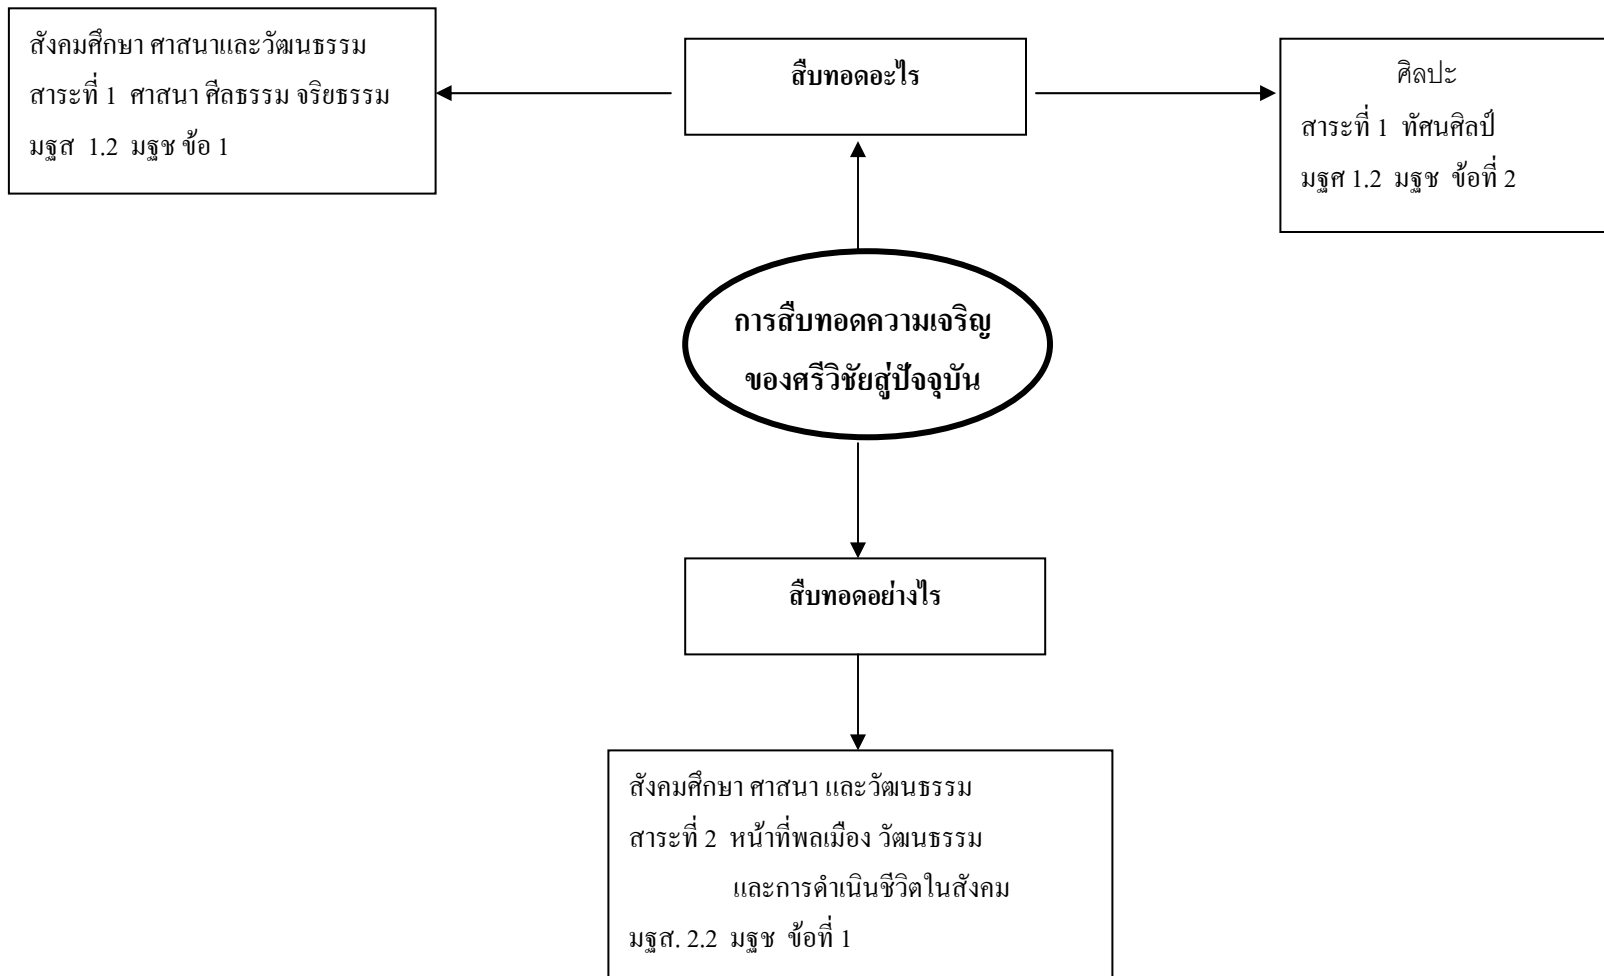 สังคมศึกษา ศาสนาและวัฒนธรรม
สาระที่ 1 ศาสนา ศีลธรรม จริยธรรม
มฐส 1.2 มฐช ข้อ 1
สืบทอดอะไร
ศิลปะ
สาระที่ 1 ทัศนศิลป์
มฐศ 1.2 มฐช ข้อที่ 2
การสืบทอดความเจริญ
ของศรีวิชัยสู่ปัจจุบัน
สืบทอดอย่างไร
สังคมศึกษา ศาสนา และวัฒนธรรม
สาระที่ 2 หน้าที่พลเมือง วัฒนธรรม
และการดำเนินชีวิตในสังคม
มฐส. 2.2 มฐช ข้อที่ 1